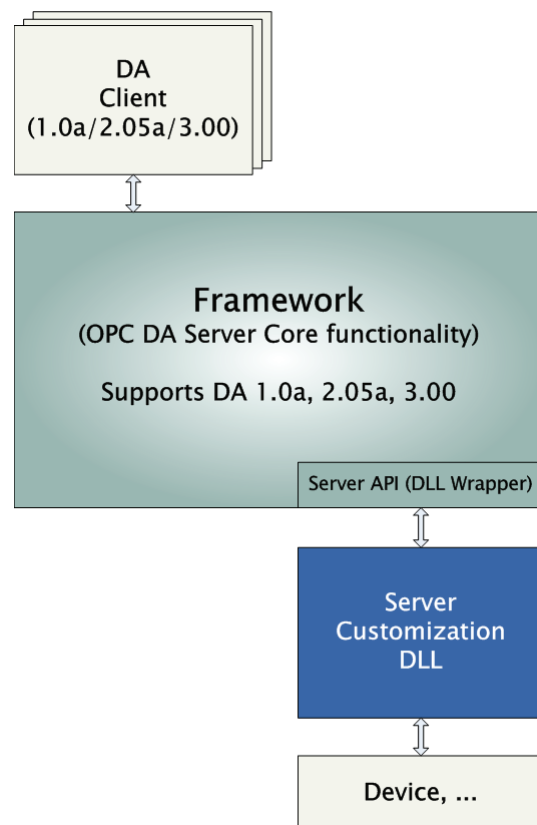 DA
Client
(1.0a/2.05a/3.00)
Framework
(OPC DA Server Core functionality)
Supports DA 1.0a, 2.05a, 3.00
Server API (DLL Wrapper)
Server
Customization
DLL
Device, ...